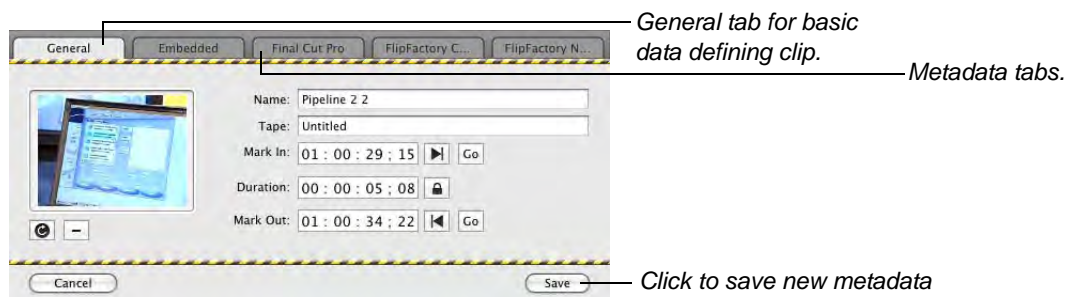 General tab for basic
data defining clip.
General Embedded Final Cut Pro FlipFactory C... FlipFactory N...
Metadata tabs.
Name: Pipeline 2 2
Tape: Untitled
Mark In: 01 : 00 : 29 ; 15 Go
Duration: 00 : 00 : 05 ; 08
Mark Out: 01 : 00 : 34 ; 22 Go
Cancel Save Click to save new metadata